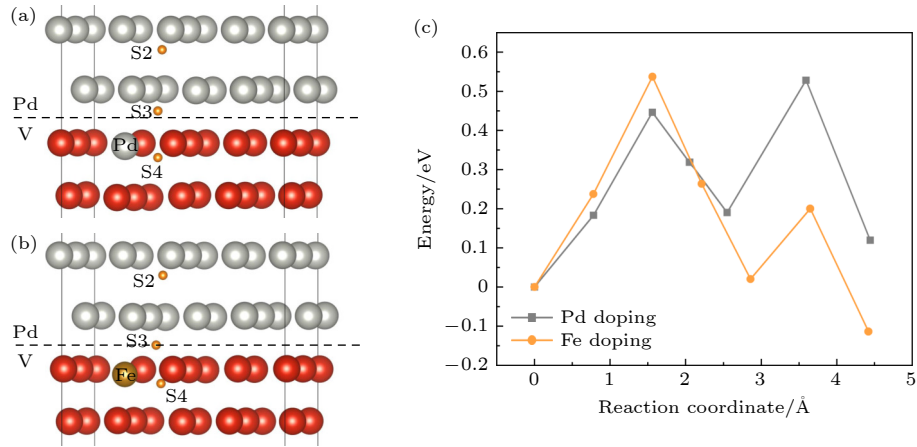 (a)
S2
Pd
S3
V
Pd
S4
(b)
S2
Pd
S3
V
Fe
S4
(c)
0.6
0.5
0.4
0.3
0.2
0.1
0
−0.1
−0.2
Energy/eV
Pd doping
Fe doping
0 1 2 3 4 5
Reaction coordinate/Å